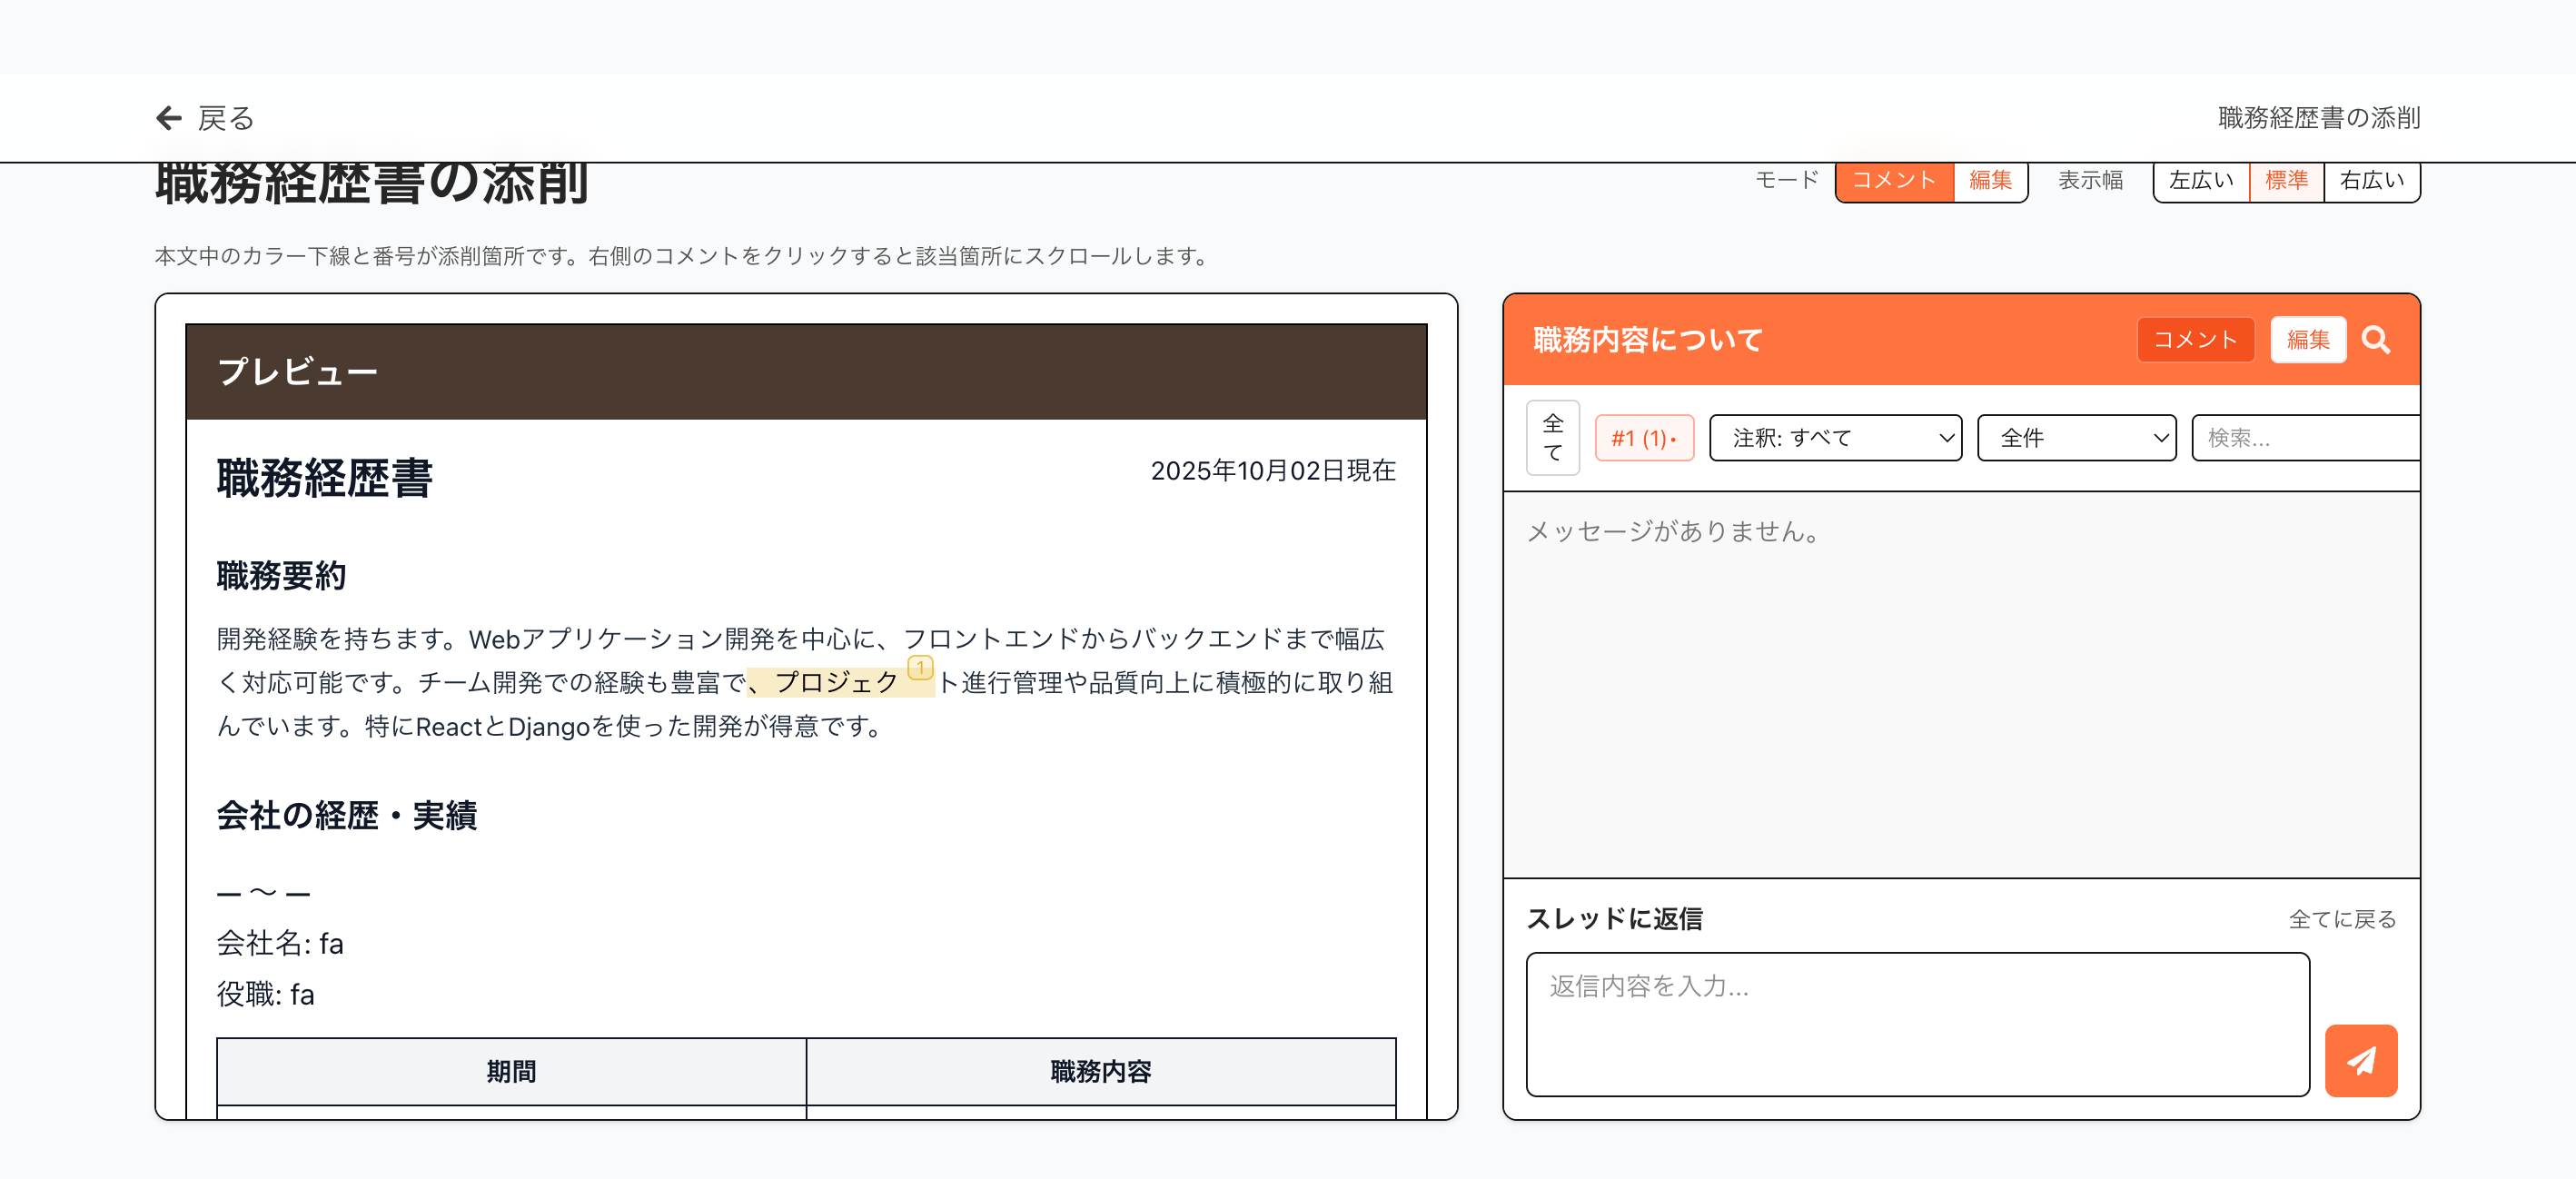 戻る
職務経歴書の添削
職務経歴書の添削
モード コメント 編集 表示幅 左広い 標準 右広い
本文中のカラー下線と番号が添削箇所です。右側のコメントをクリックすると該当箇所にスクロールします。
プレビュー
職務経歴書
2025年10月02日現在
職務要約
開発経験を持ちます。Webアプリケーション開発を中心に、フロントエンドからバックエンドまで幅広
く対応可能です。チーム開発での経験も豊富で、プロジェク1ト進行管理や品質向上に積極的に取り組
んでいます。特にReactとDjangoを使った開発が得意です。
会社の経歴・実績
— 〜 —
会社名: fa
役職: fa
期間 職務内容
職務内容について
コメント 編集
全て #1 (1)• 注釈: すべて 全件 検索...
メッセージがありません。
スレッドに返信 全てに戻る
返信内容を入力...